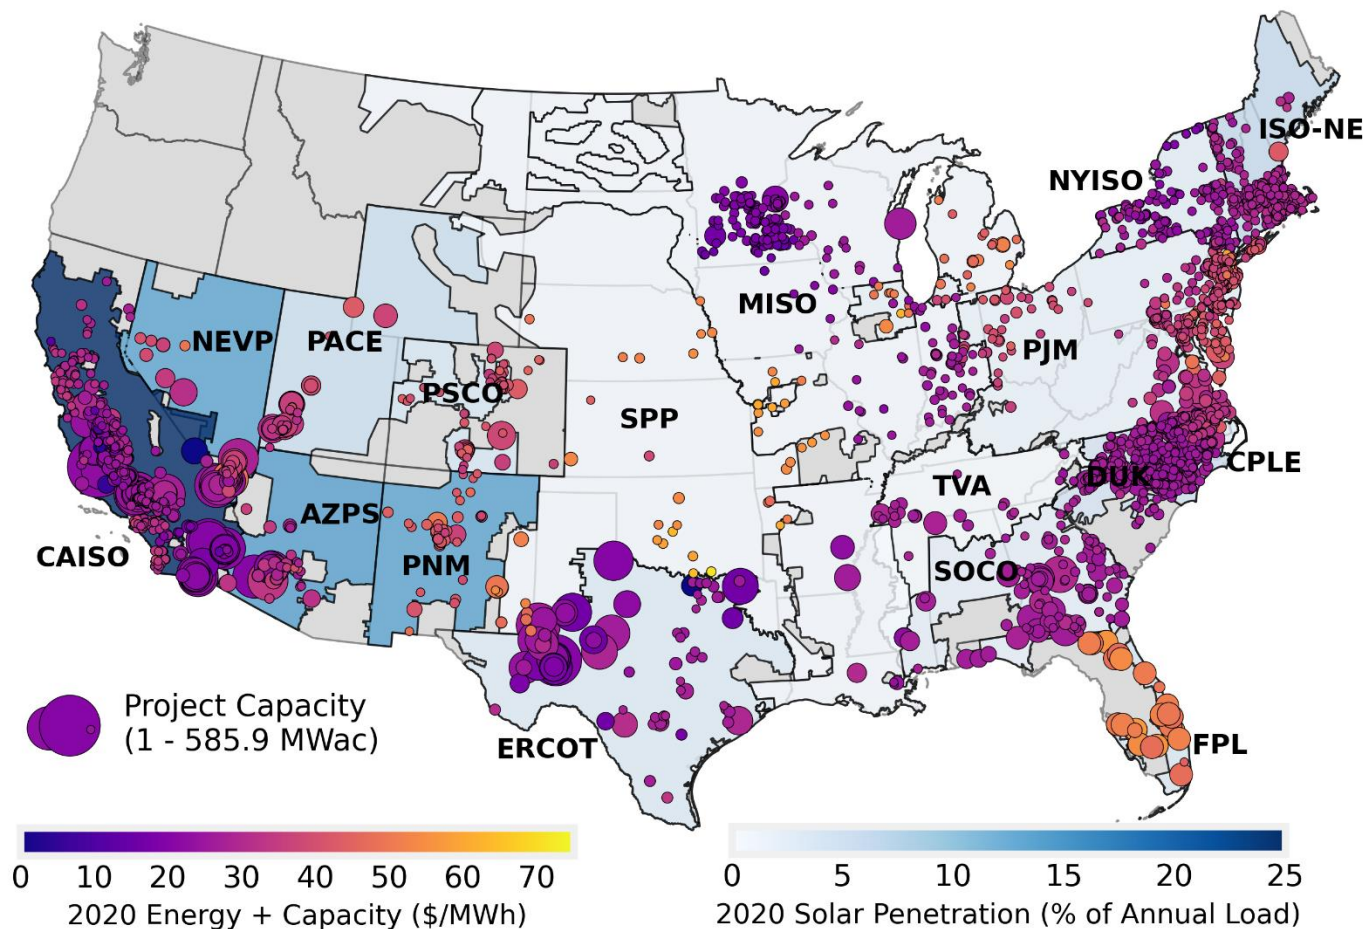 ISO-NE
NYISO
MISO
NEVP
PACE
PJM
PSCO
SPP
CPLE
DUK
TVA
AZPS
CAISO
PNM
SOCO
Project Capacity
(1 - 585.9 MWac)
ERCOT
FPL
0 10 20 30 40 50 60 70
2020 Energy + Capacity ($/MWh)
0 5 10 15 20 25
2020 Solar Penetration (% of Annual Load)